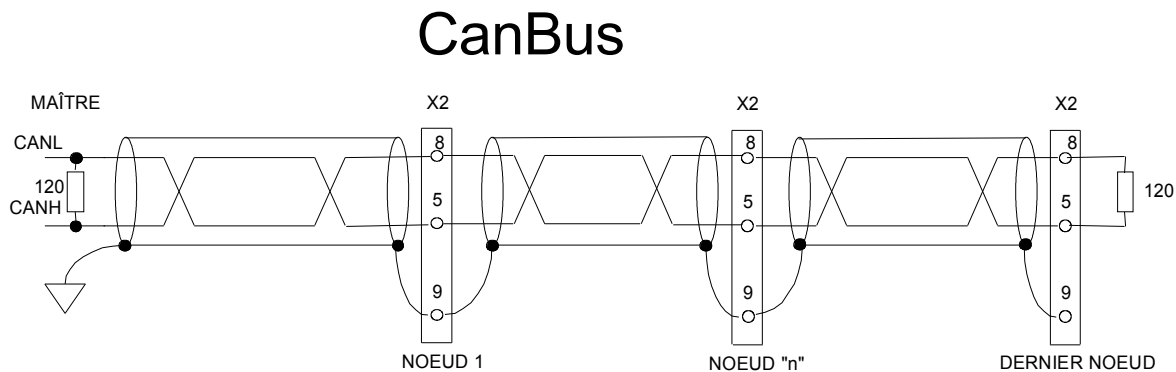 CanBus
MAÎTRE
X2
X2
X2
CANL
8
8
8
120
5
5
5
120
CANH
9
9
9
NOEUD 1
NOEUD "n"
DERNIER NOEUD